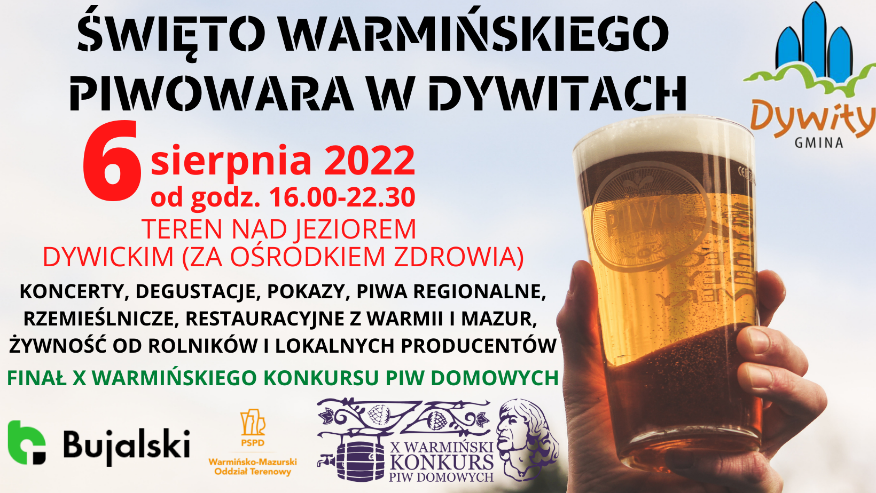 ŚWIĘTO WARMIŃSKIEGO
PIWOWARA W DYWITACH
6 sierpnia 2022
od godz. 16.00-22.30
TEREN NAD JEZIOREM
DYWICKIM (ZA OŚRODKIEM ZDROWIA)
KONCERTY, DEGUSTACJE, POKAZY, PIWA REGIONALNE,
RZEMIEŚLNICZE, RESTAURACYJNE Z WARMII I MAZUR,
ŻYWNOŚĆ OD ROLNIKÓW I LOKALNYCH PRODUCENTÓW
FINAŁ X WARMIŃSKIEGO KONKURSU PIW DOMOWYCH
Bujalski
PSPD
Warmińsko-Mazurski
Oddział Terenowy
X WARMIŃSKI
KONKURS
PIW DOMOWYCH
Dywity
GMINA
PIWO